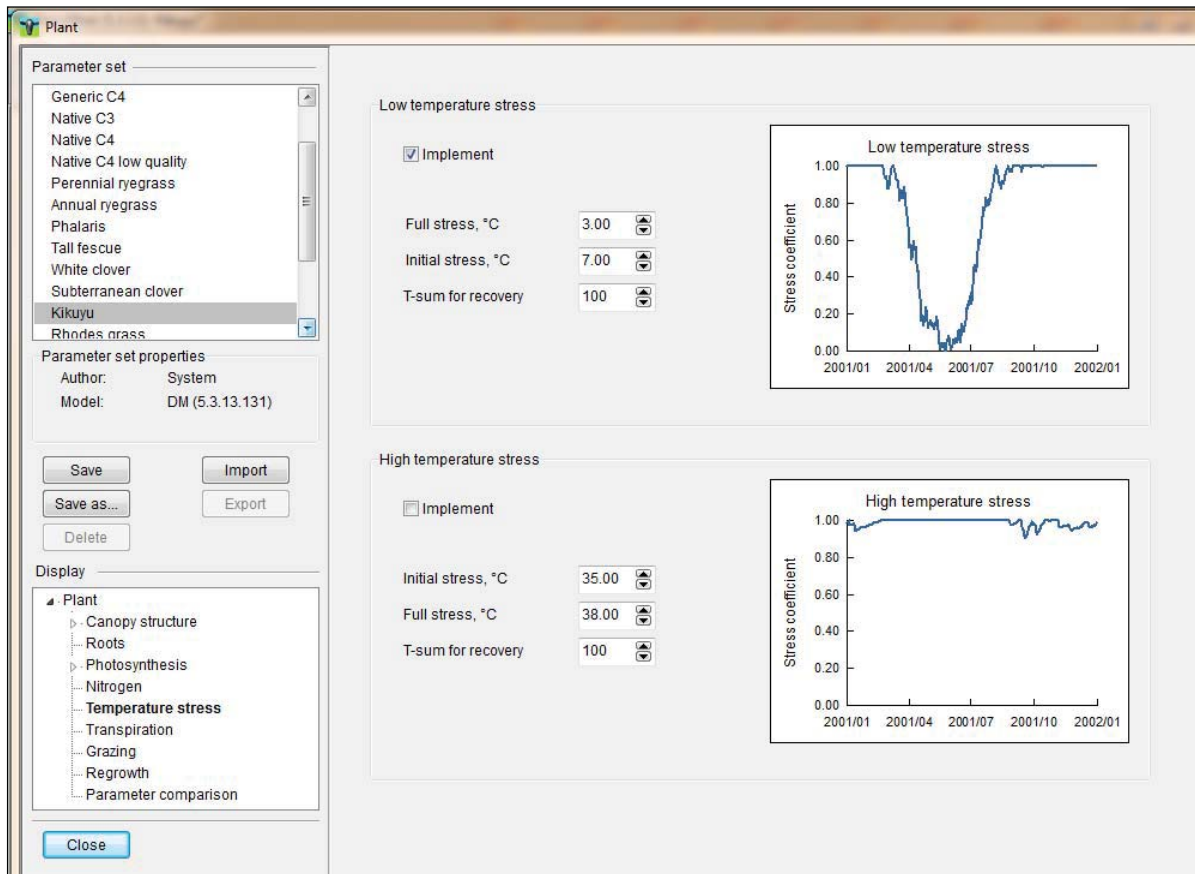 Plant
Parameter set
Generic C4
Native C3
Native C4
Native C4 low quality
Perennial ryegrass
Annual ryegrass
Phalaris
Tall fescue
White clover
Subterranean clover
Kikuyu
Rhodes grass
Parameter set properties
Author: System
Model: DM (5.3.13.131)
Save Import
Save as... Export
Delete
Display
Plant
Canopy structure
Roots
Photosynthesis
Nitrogen
Temperature stress
Transpiration
Grazing
Regrowth
Parameter comparison
Close
Low temperature stress
Implement
Full stress, °C 3.00
Initial stress, °C 7.00
T-sum for recovery 100
Low temperature stress
Stress coefficient
1.00
0.80
0.60
0.40
0.20
0.00
2001/01 2001/04 2001/07 2001/10 2002/01
High temperature stress
Implement
Initial stress, °C 35.00
Full stress, °C 38.00
T-sum for recovery 100
High temperature stress
Stress coefficient
1.00
0.80
0.60
0.40
0.20
0.00
2001/01 2001/04 2001/07 2001/10 2002/01